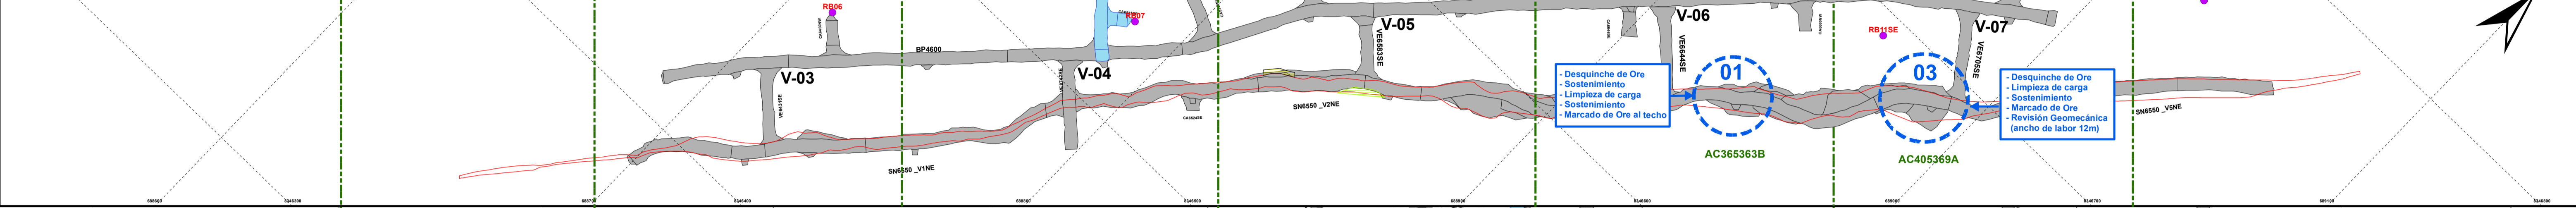 RB06
RB07
BP4600
V-03
V-04
V-05
V-06
V-07
RB11SE
VE6431SE
VE6583SE
VE6644SE
VE6705SE
- Desquinche de Ore
- Sostenimiento
- Limpieza de carga
- Sostenimiento
- Marcado de Ore al techo
01
03
- Desquinche de Ore
- Limpieza de carga
- Sostenimiento
- Marcado de Ore
- Revisión Geomecánica
(ancho de labor 12m)
AC365363B
AC405369A
SN6550 _V1NE
SN6550 _V2NE
SN6550 _V5NE